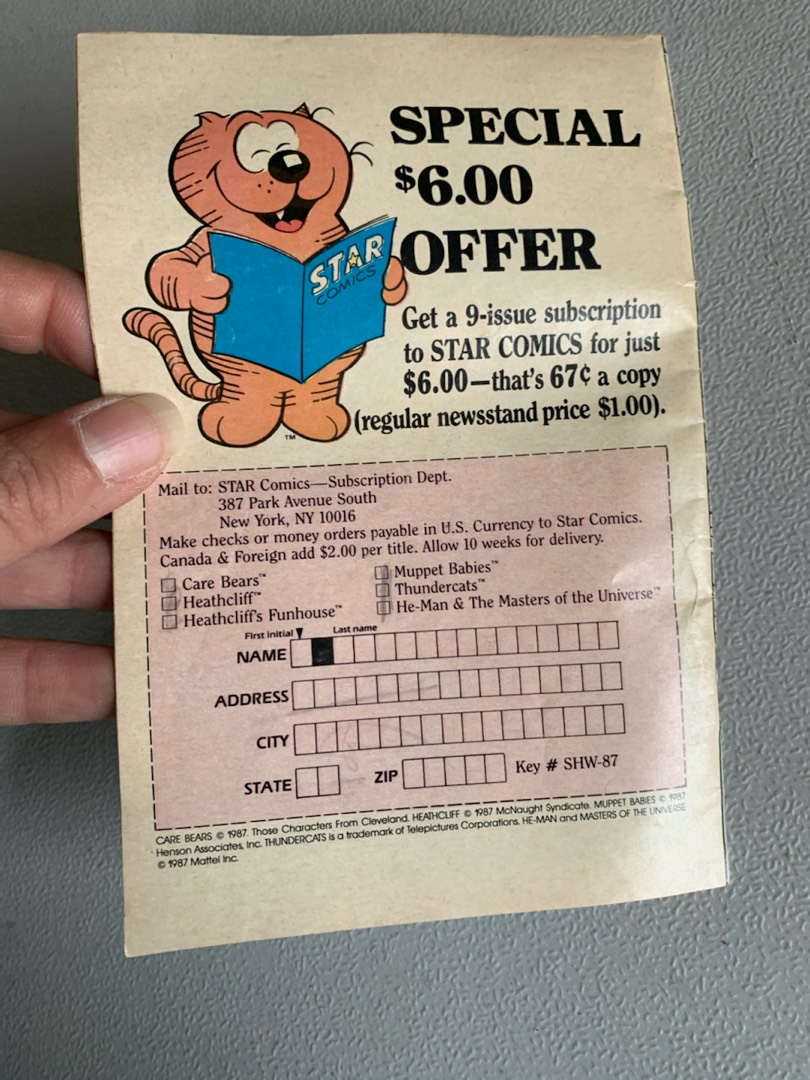 SPECIAL
$6.00
OFFER
STAR
COMICS
Get a 9-issue subscription
to STAR COMICS for just
$6.00—that's 67¢ a copy
(regular newsstand price $1.00).
TM
Mail to: STAR Comics—Subscription Dept.
387 Park Avenue South
New York, NY 10016
Make checks or money orders payable in U.S. Currency to Star Comics.
Canada & Foreign add $2.00 per title. Allow 10 weeks for delivery.
Care Bears™
Heathcliff™
Heathcliff's Funhouse™
Muppet Babies™
Thundercats™
He-Man & The Masters of the Universe™
First initial Last name
NAME
ADDRESS
CITY
STATE ZIP Key # SHW-87
CARE BEARS © 1987. Those Characters From Cleveland. HEATHCLIFF © 1987 McNaught Syndicate. MUPPET BABIES © 1987
Henson Associates, Inc. THUNDERCATS is a trademark of Telepictures Corporations. HE-MAN and MASTERS OF THE UNIVERSE
© 1987 Mattel Inc.